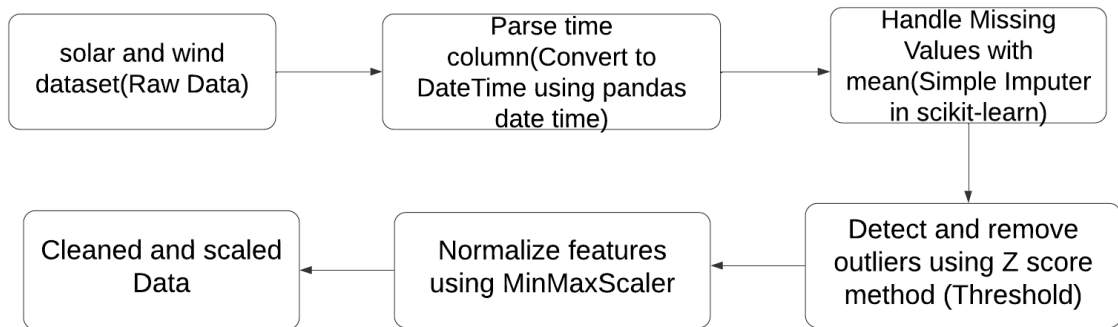 solar and wind
dataset(Raw Data)
Parse time
column(Convert to
DateTime using pandas
date time)
Handle Missing
Values with
mean(Simple Imputer
in scikit-learn)
Detect and remove
outliers using Z score
method (Threshold)
Normalize features
using MinMaxScaler
Cleaned and scaled
Data